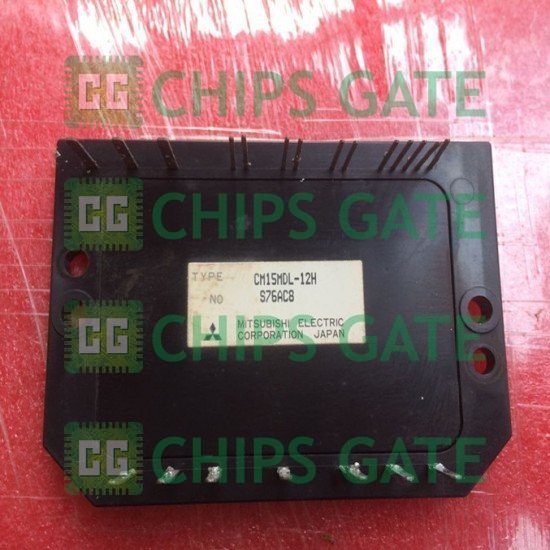 CG CHIPS GATE
CG CHIPS GATE
TYPE CM15MDL-12H
NO S76AC8
MITSUBISHI ELECTRIC
CORPORATION JAPAN
CG CHIPS GATE
CG CHIPS GATE